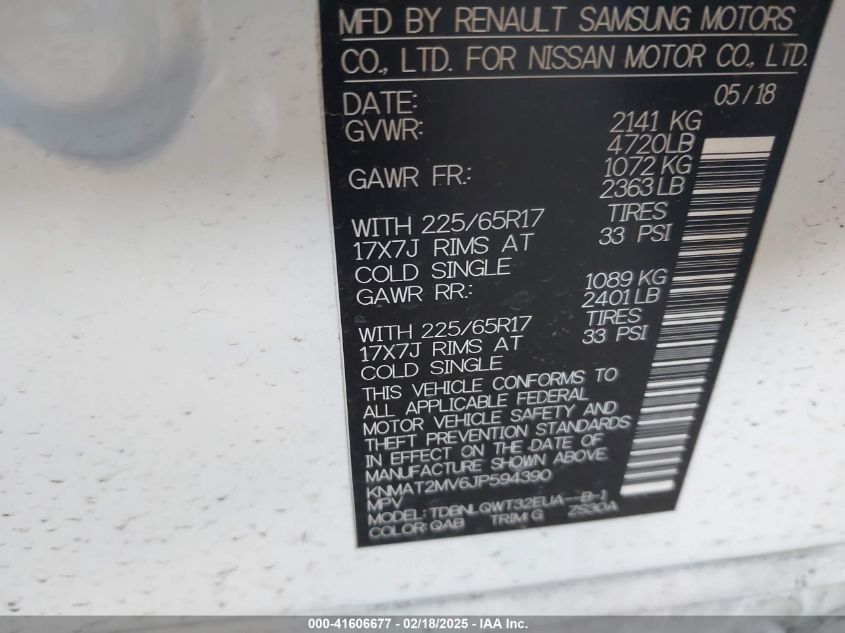 MFD BY RENAULT SAMSUNG MOTORS
CO., LTD. FOR NISSAN MOTOR CO., LTD.
DATE: 05/18
GVWR: 2141 KG
4720LB
GAWR FR.: 1072 KG
2363 LB
WITH 225/65R17 TIRES
17X7J RIMS AT 33 PSI
COLD SINGLE
GAWR RR.: 1089 KG
2401 LB
WITH 225/65R17 TIRES
17X7J RIMS AT 33 PSI
COLD SINGLE
THIS VEHICLE CONFORMS TO
ALL APPLICABLE FEDERAL
MOTOR VEHICLE SAFETY AND
THEFT PREVENTION STANDARDS
IN EFFECT ON THE DATE OF
MANUFACTURE SHOWN ABOVE.
KNMAT2MV6JP594390
MPV
MODEL: TDBNLQWT32EUA--B-1
COLOR: QAB TRIM: G ZS30A
000-41606677 - 02/18/2025 - IAA Inc.